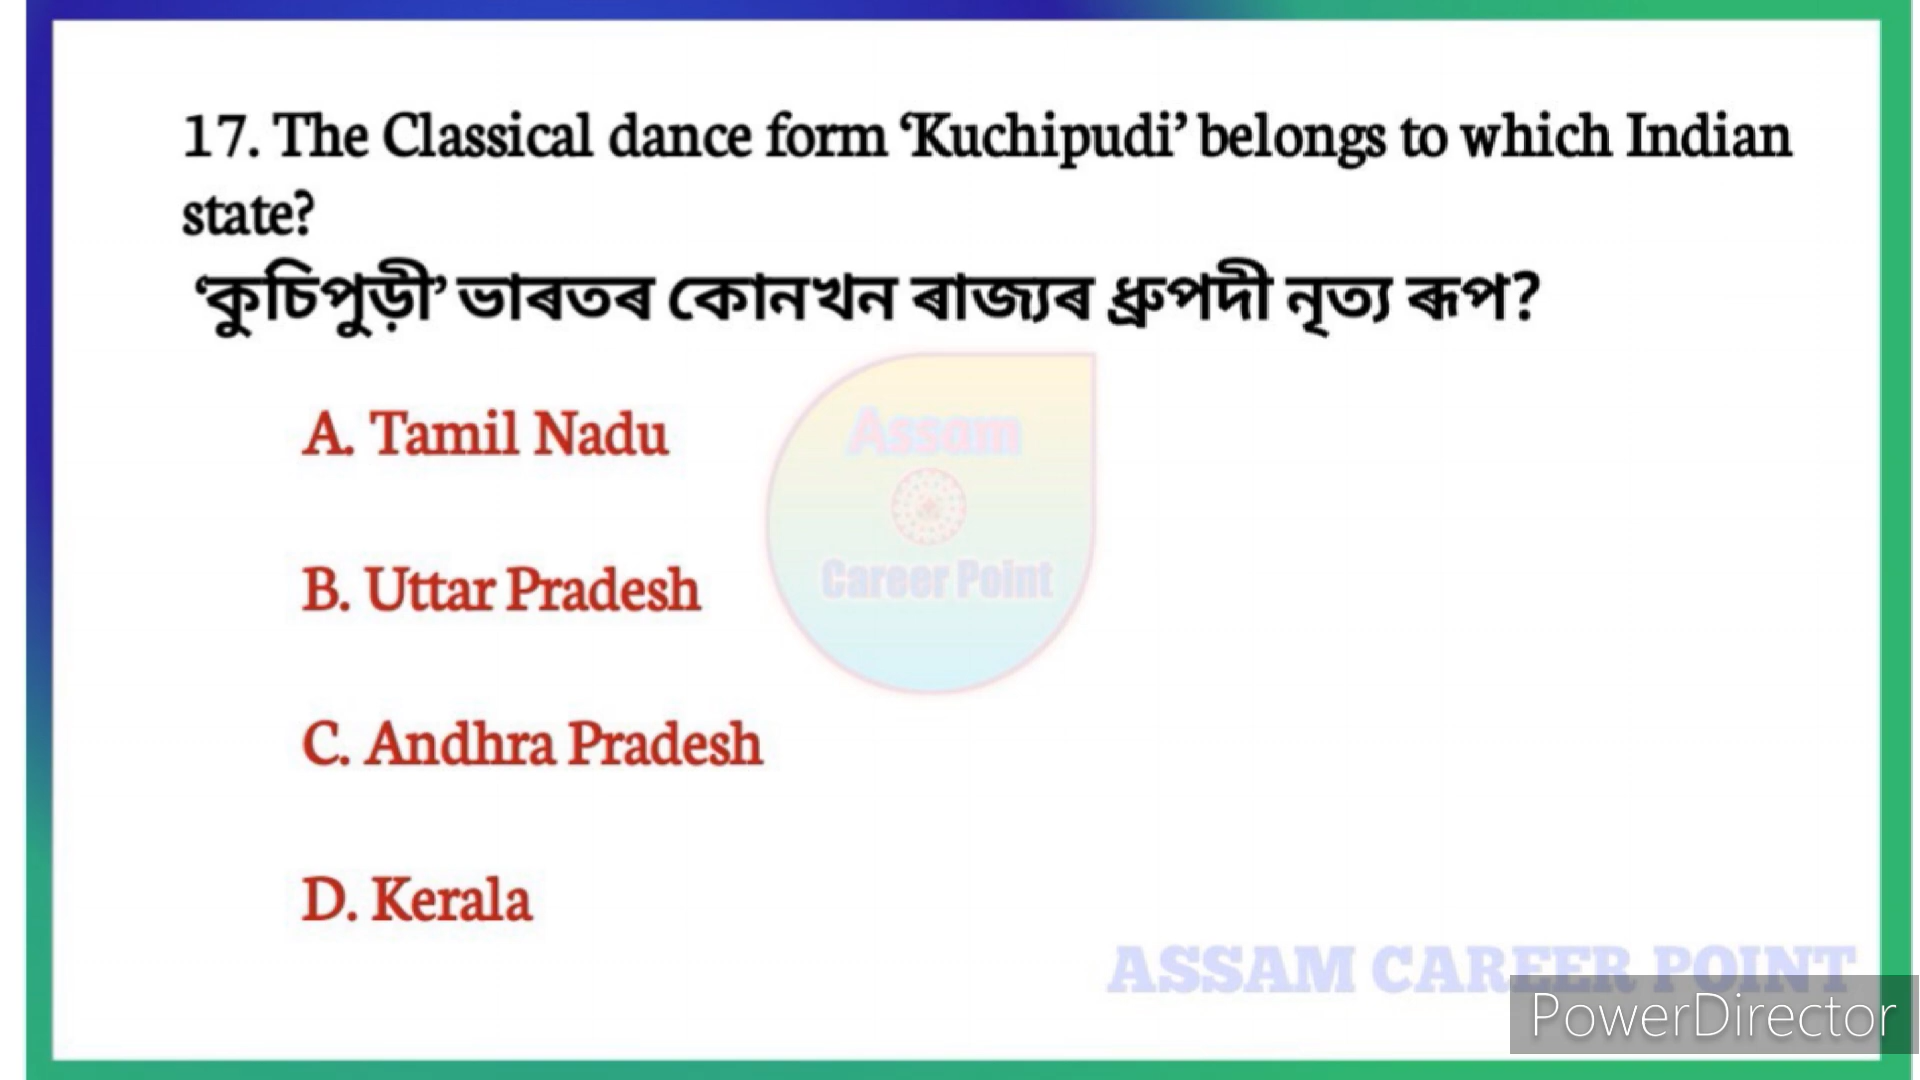 17. The Classical dance form ‘Kuchipudi’ belongs to which Indian
state?
‘কুচিপুড়ী’ ভাৰতৰ কোনখন ৰাজ্যৰ ধ্ৰুপদী নৃত্য ৰূপ?
A. Tamil Nadu
Assam
B. Uttar Pradesh
Career Point
C. Andhra Pradesh
D. Kerala
ASSAM CAREER POINT
PowerDirector